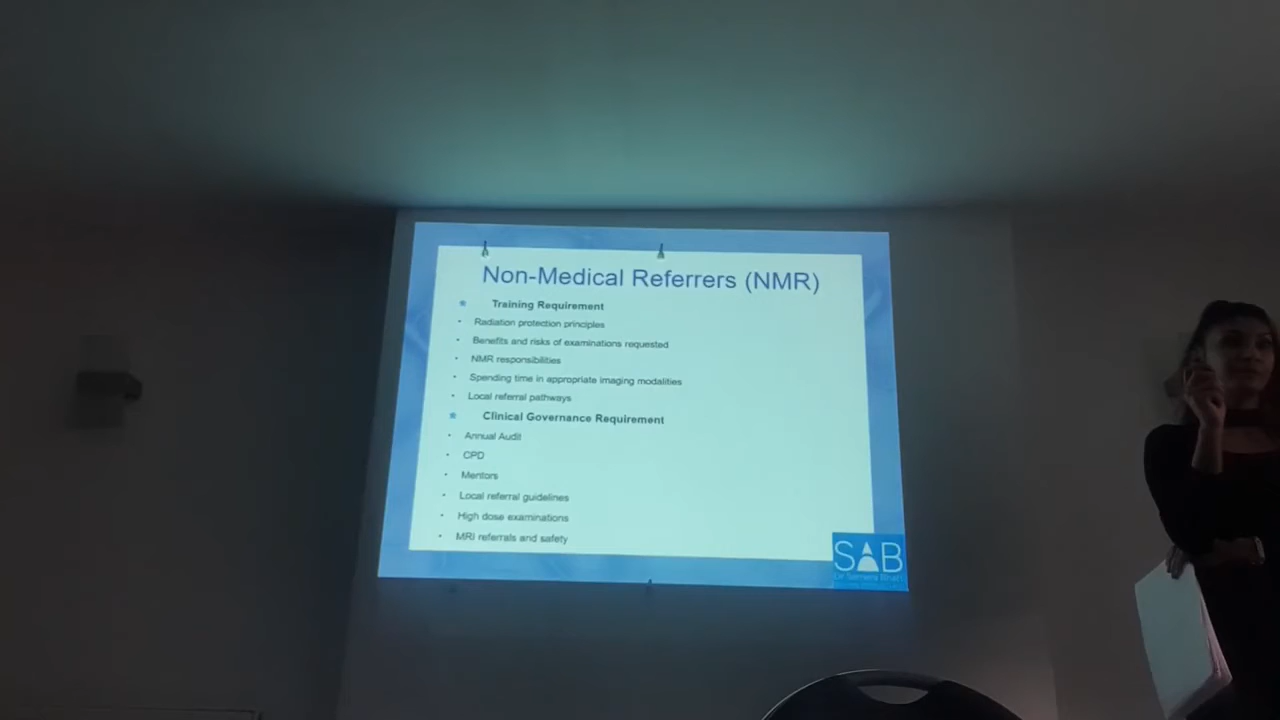 Non-Medical Referrers (NMR)
Training Requirement
Radiation protection principles
Benefits and risks of examinations requested
NMR responsibilities
Spending time in appropriate imaging modalities
Local referral pathways
Clinical Governance Requirement
Annual Audit
CPD
Mentors
Local referral guidelines
High dose examinations
MRI referrals and safety
SAB
Dr